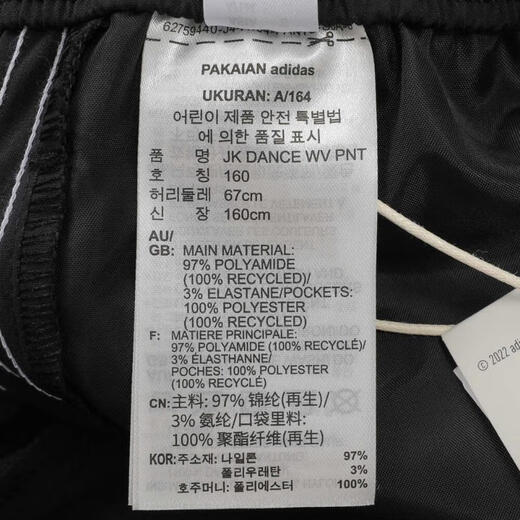 PAKAIAN adidas
UKURAN: A/164
어린이 제품 안전 특별법
에 의한 품질 표시
품 명 JK DANCE WV PNT
호 칭 160
허리둘레 67cm
신 장 160cm
AU/
GB: MAIN MATERIAL:
97% POLYAMIDE
(100% RECYCLED)/
3% ELASTANE/POCKETS:
100% POLYESTER
(100% RECYCLED)
F: MATIERE PRINCIPALE:
97% POLYAMIDE (100% RECYCLÉ)/
3% ÉLASTHANNE/
POCHES: 100% POLYESTER
(100% RECYCLÉ)
CN: 主料: 97% 锦纶(再生)/
3% 氨纶/口袋里料:
100% 聚酯纤维(再生)
KOR: 주소재: 나일론 97%
폴리우레탄 3%
호주머니: 폴리에스터 100%
© 2022 adi